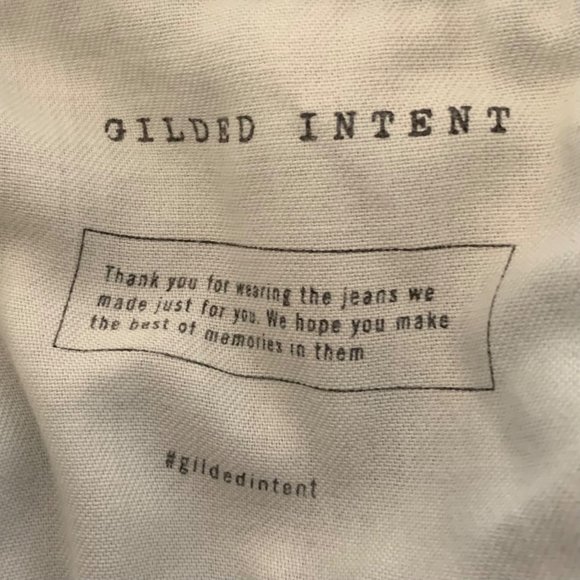 GILDED INTENT
Thank you for wearing the jeans we
made just for you. We hope you make
the best of memories in them
#gildedintent